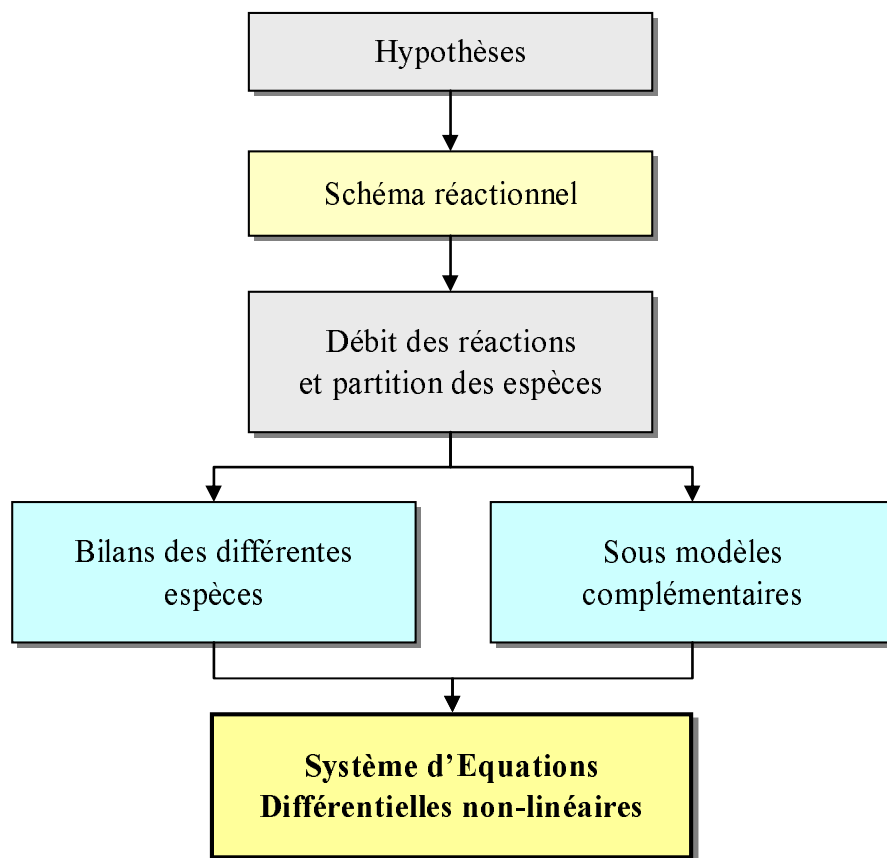 Hypothèses
Schéma réactionnel
Débit des réactions
et partition des espèces
Bilans des différentes
espèces
Sous modèles
complémentaires
Système d’Equations
Différentielles non-linéaires